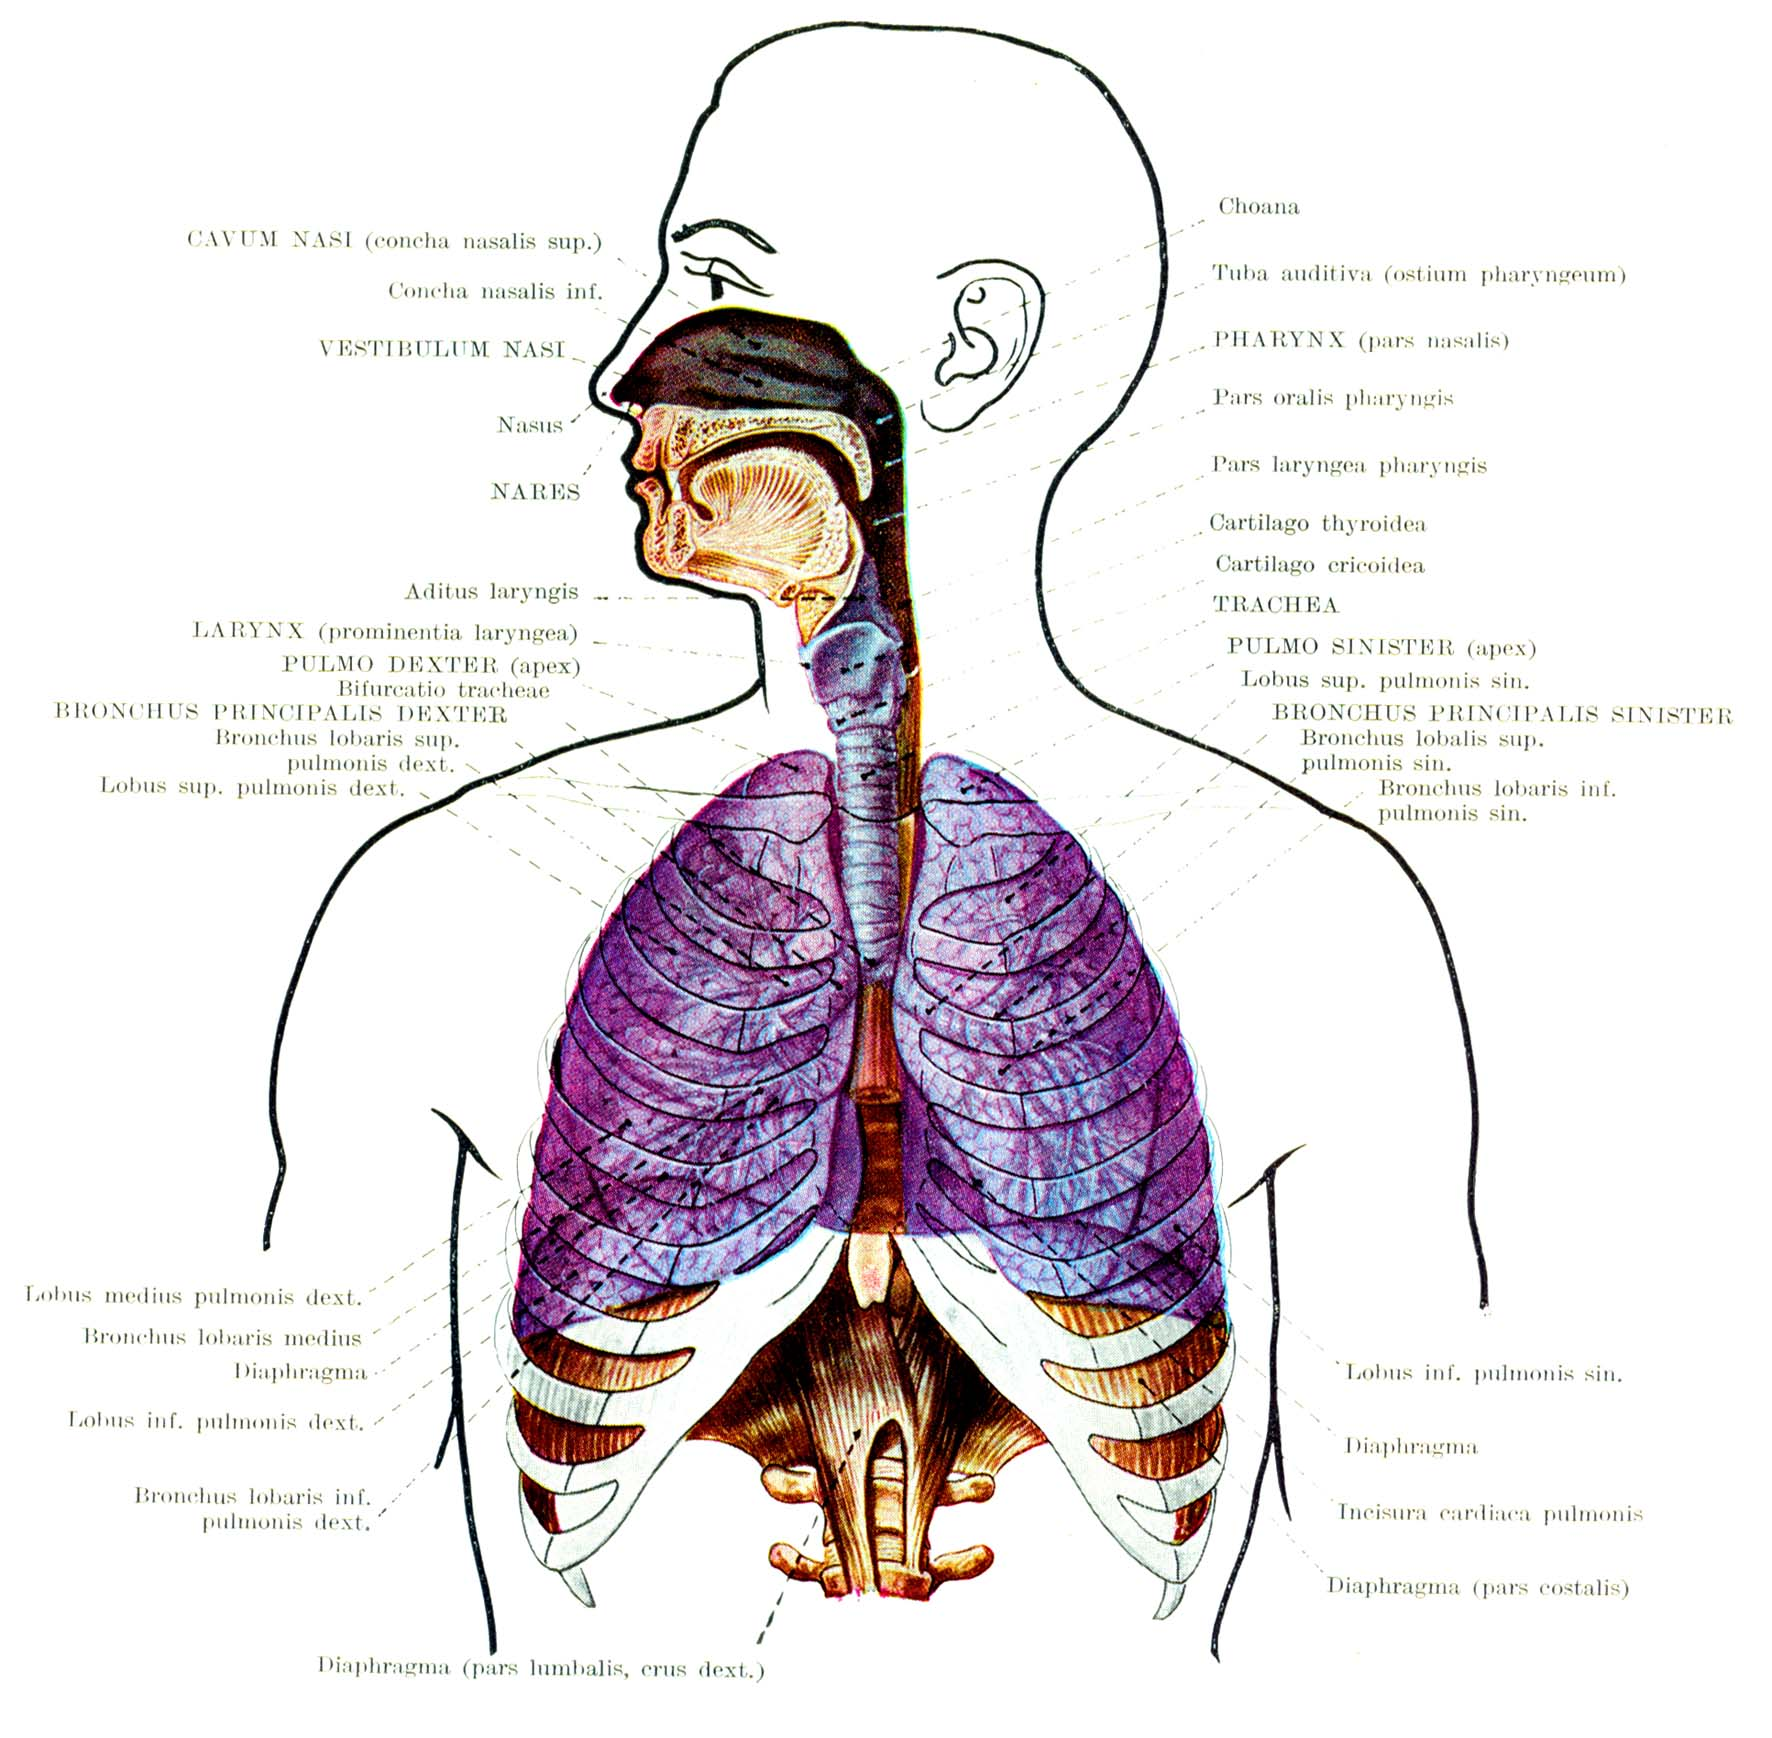 CAVUM NASI (concha nasalis sup.)
Concha nasalis inf.
VESTIBULUM NASI
Nasus
NARES
Aditus laryngis
LARYNX (prominentia laryngea)
PULMO DEXTER (apex)
Bifurcatio tracheae
BRONCHUS PRINCIPALIS DEXTER
Bronchus lobaris sup.
pulmonis dext.
Lobus sup. pulmonis dext.
Lobus medius pulmonis dext.
Bronchus lobaris medius
Diaphragma
Lobus inf. pulmonis dext.
Bronchus lobaris inf.
pulmonis dext.
Diaphragma (pars lumbalis, crus dext.)
Choana
Tuba auditiva (ostium pharyngeum)
PHARYNX (pars nasalis)
Pars oralis pharyngis
Pars laryngea pharyngis
Cartilago thyroidea
Cartilago cricoidea
TRACHEA
PULMO SINISTER (apex)
Lobus sup. pulmonis sin.
BRONCHUS PRINCIPALIS SINISTER
Bronchus lobalis sup.
pulmonis sin.
Bronchus lobaris inf.
pulmonis sin.
Lobus inf. pulmonis sin.
Diaphragma
Incisura cardiaca pulmonis
Diaphragma (pars costalis)